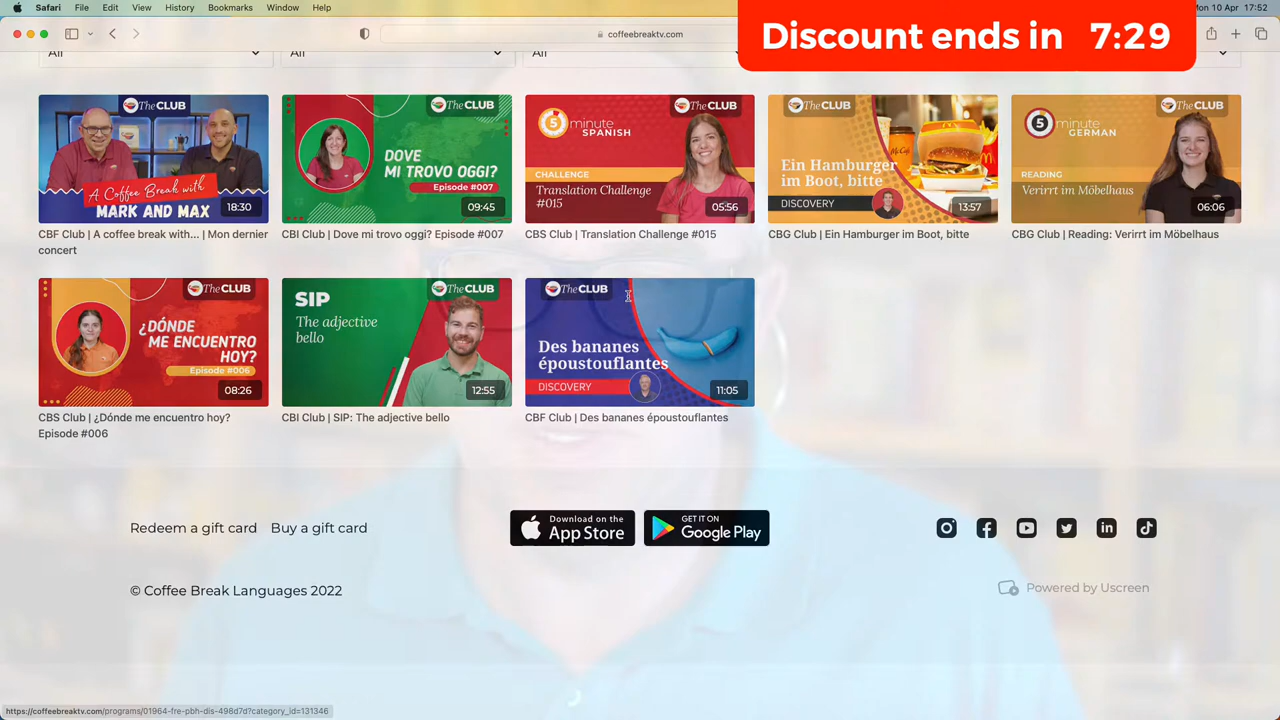 Safari File Edit View History Bookmarks Window Help
Mon 10 Apr 17:52
coffeebreaktv.com
Discount ends in 7:29
All All All
The CLUB
A Coffee Break with
MARK AND MAX
18:30
CBF Club | A coffee break with... | Mon dernier
concert
The CLUB
DOVE
MI TROVO OGGI?
Episode #007
09:45
CBI Club | Dove mi trovo oggi? Episode #007
5 minute
SPANISH
The CLUB
CHALLENGE
Translation Challenge
#015
05:56
CBS Club | Translation Challenge #015
The CLUB
Ein Hamburger
im Boot, bitte
DISCOVERY
13:57
CBG Club | Ein Hamburger im Boot, bitte
5 minute
GERMAN
The CLUB
READING
Verirrt im Möbelhaus
06:06
CBG Club | Reading: Verirrt im Möbelhaus
The CLUB
¿DÓNDE
ME ENCUENTRO
HOY?
Episode #006
08:26
CBS Club | ¿Dónde me encuentro hoy?
Episode #006
SIP
The CLUB
The adjective
bello
12:55
CBI Club | SIP: The adjective bello
The CLUB
Des bananes
époustouflantes
DISCOVERY
11:05
CBF Club | Des bananes époustouflantes
Redeem a gift card Buy a gift card
Download on the
App Store
GET IT ON
Google Play
© Coffee Break Languages 2022
Powered by Uscreen
https://coffeebreaktv.com/programs/01964-fre-pbh-dis-498d7d?category_id=131346